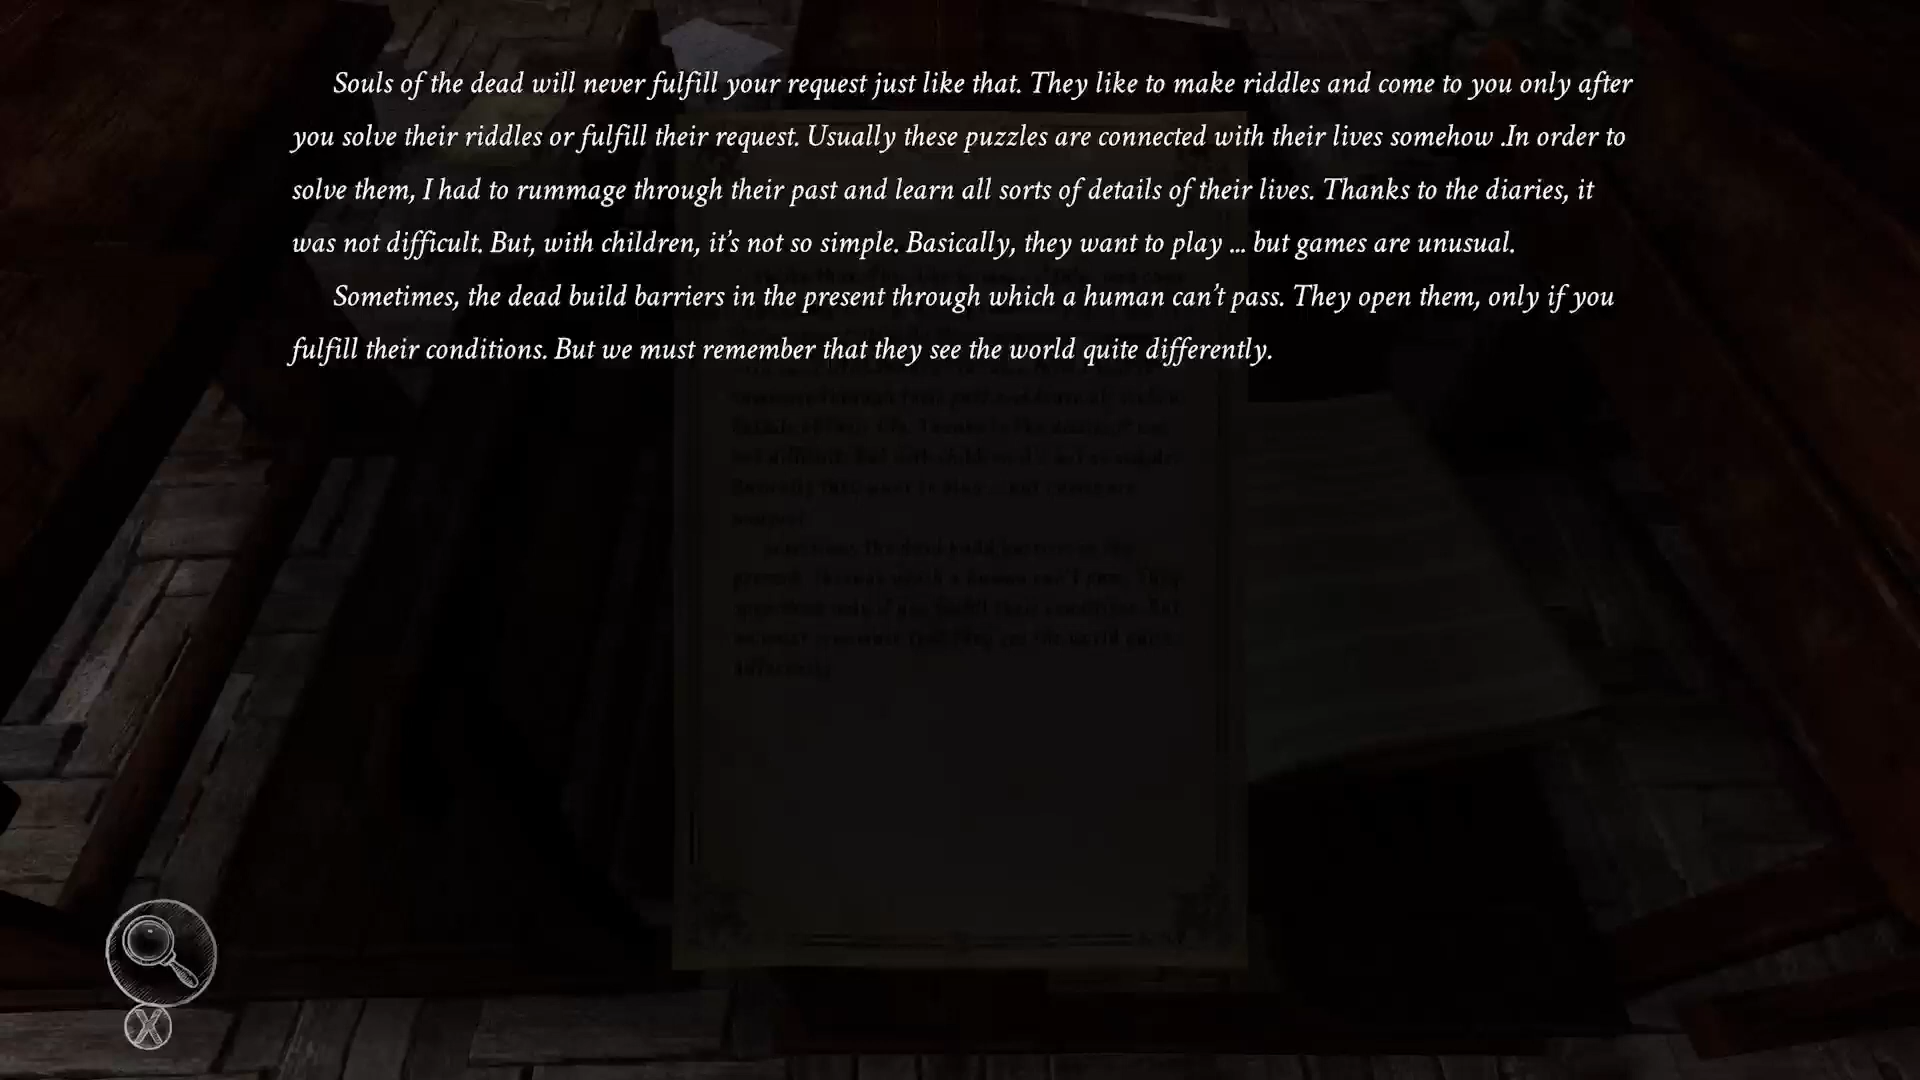 Souls of the dead will never fulfill your request just like that. They like to make riddles and come to you only after
you solve their riddles or fulfill their request. Usually these puzzles are connected with their lives somehow .In order to
solve them, I had to rummage through their past and learn all sorts of details of their lives. Thanks to the diaries, it
was not difficult. But, with children, it's not so simple. Basically, they want to play ... but games are unusual.
Sometimes, the dead build barriers in the present through which a human can't pass. They open them, only if you
fulfill their conditions. But we must remember that they see the world quite differently.
X